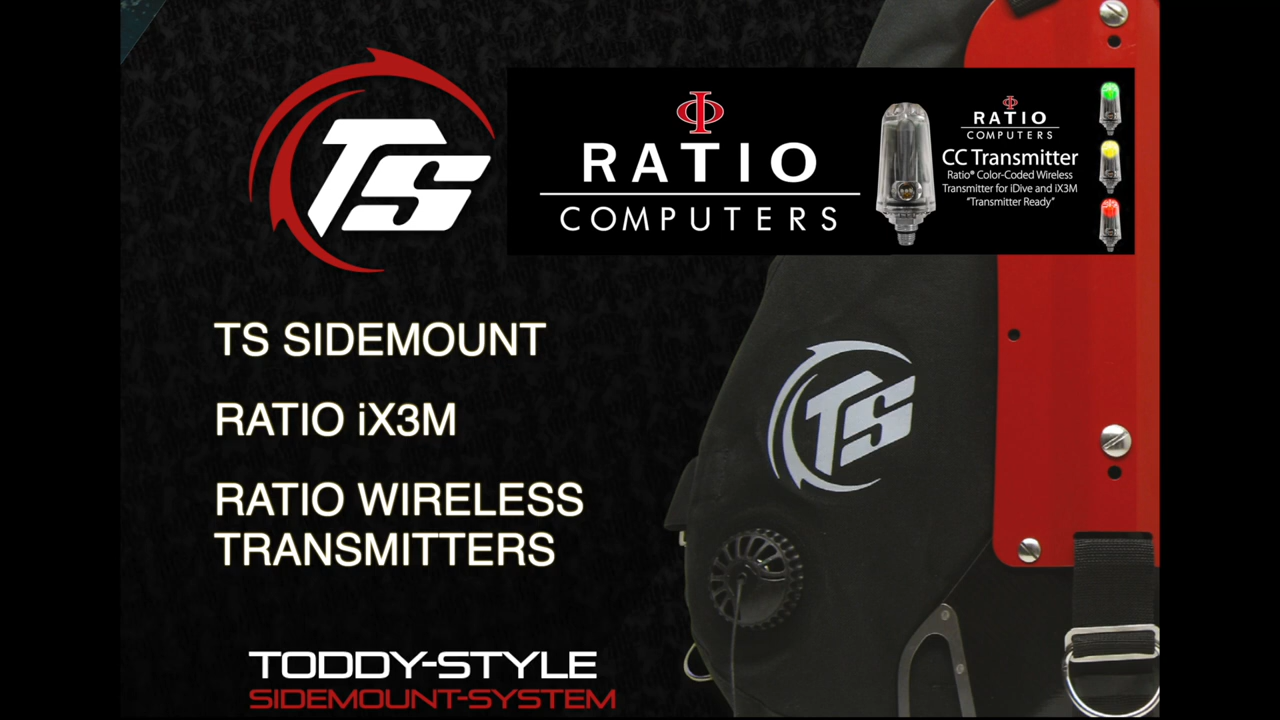 TS
RATIO
COMPUTERS
RATIO
COMPUTERS
CC Transmitter
Ratio® Color-Coded Wireless
Transmitter for iDive and iX3M
"Transmitter Ready"
TS SIDEMOUNT
RATIO iX3M
RATIO WIRELESS
TRANSMITTERS
TS
TODDY-STYLE
SIDEMOUNT-SYSTEM